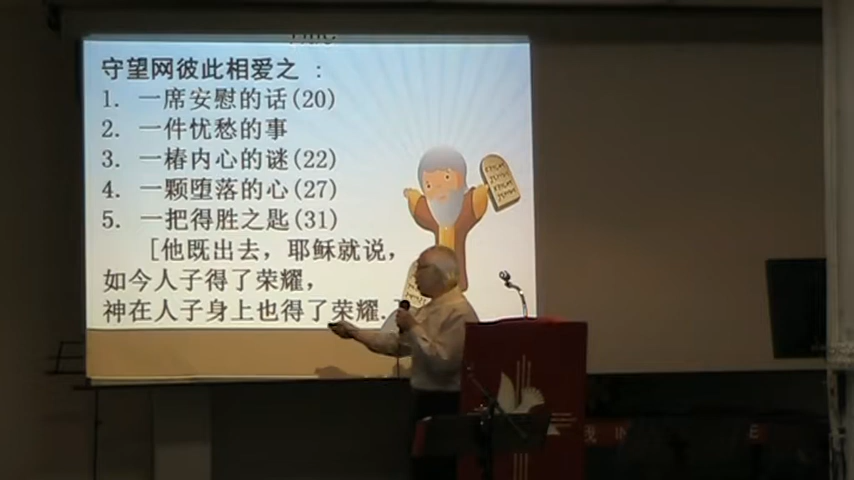 守望网彼此相爱之 :
1. 一席安慰的话(20)
2. 一件忧愁的事
3. 一椿内心的谜(22)
4. 一颗堕落的心(27)
5. 一把得胜之匙(31)
[他既出去，耶稣就说，
如今人子得了荣耀，
神在人子身上也得了荣耀.